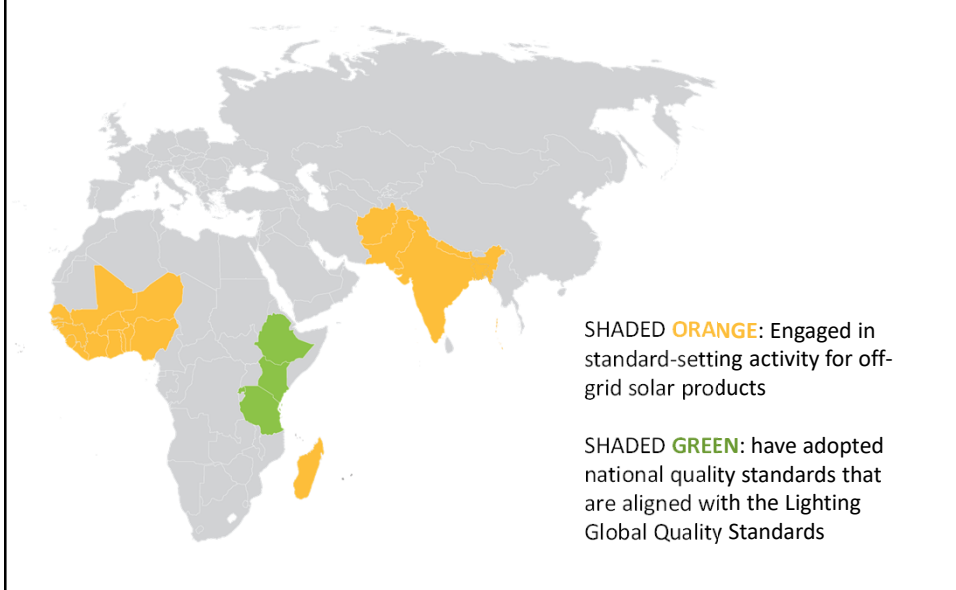 SHADED ORANGE: Engaged in
standard-setting activity for off-
grid solar products
SHADED GREEN: have adopted
national quality standards that
are aligned with the Lighting
Global Quality Standards